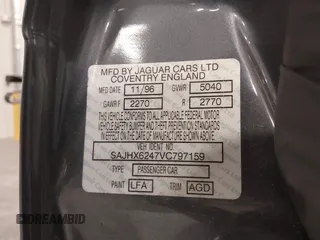 MFD BY JAGUAR CARS LTD
COVENTRY ENGLAND
MFD DATE 11/96 GVWR 5040
GAWR F 2270 R 2770
THIS VEHICLE CONFORMS TO ALL APPLICABLE FEDERAL MOTOR
VEHICLE SAFETY BUMPER AND THEFT PREVENTION STANDARDS
IN EFFECT ON THE DATE OF MANUFACTURE SHOWN ABOVE
VEH IDENT NO.
SAJHX6247VC797159
TYPE PASSENGER CAR
PAINT LFA TRIM AGD
DREAMBID